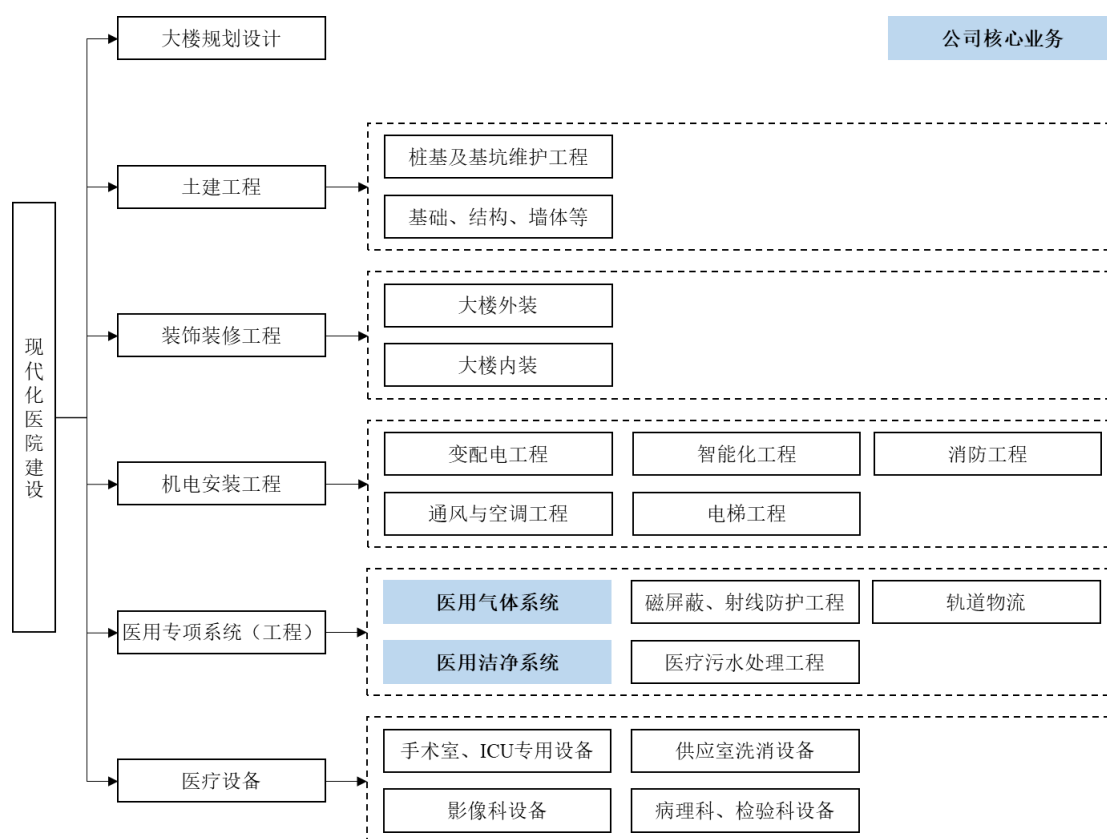 大楼规划设计
公司核心业务
现代化医院建设
土建工程
桩基及基坑维护工程
基础、结构、墙体等
装饰装修工程
大楼外装
大楼内装
机电安装工程
变配电工程
智能化工程
消防工程
通风与空调工程
电梯工程
医用专项系统（工程）
医用气体系统
磁屏蔽、射线防护工程
轨道物流
医用洁净系统
医疗污水处理工程
医疗设备
手术室、ICU专用设备
供应室洗消设备
影像科设备
病理科、检验科设备